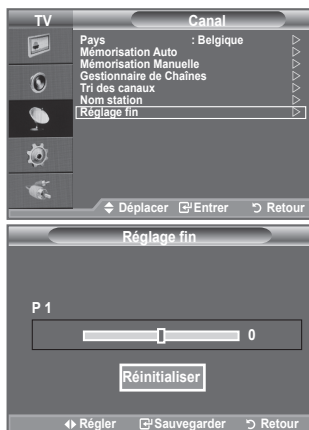 TV Canal
Pays : Belgique
Mémorisation Auto
Mémorisation Manuelle
Gestionnaire de Chaînes
Tri des canaux
Nom station
Réglage fin
Déplacer Entrer Retour
Réglage fin
P 1
0
Réinitialiser
Régler Sauvegarder Retour